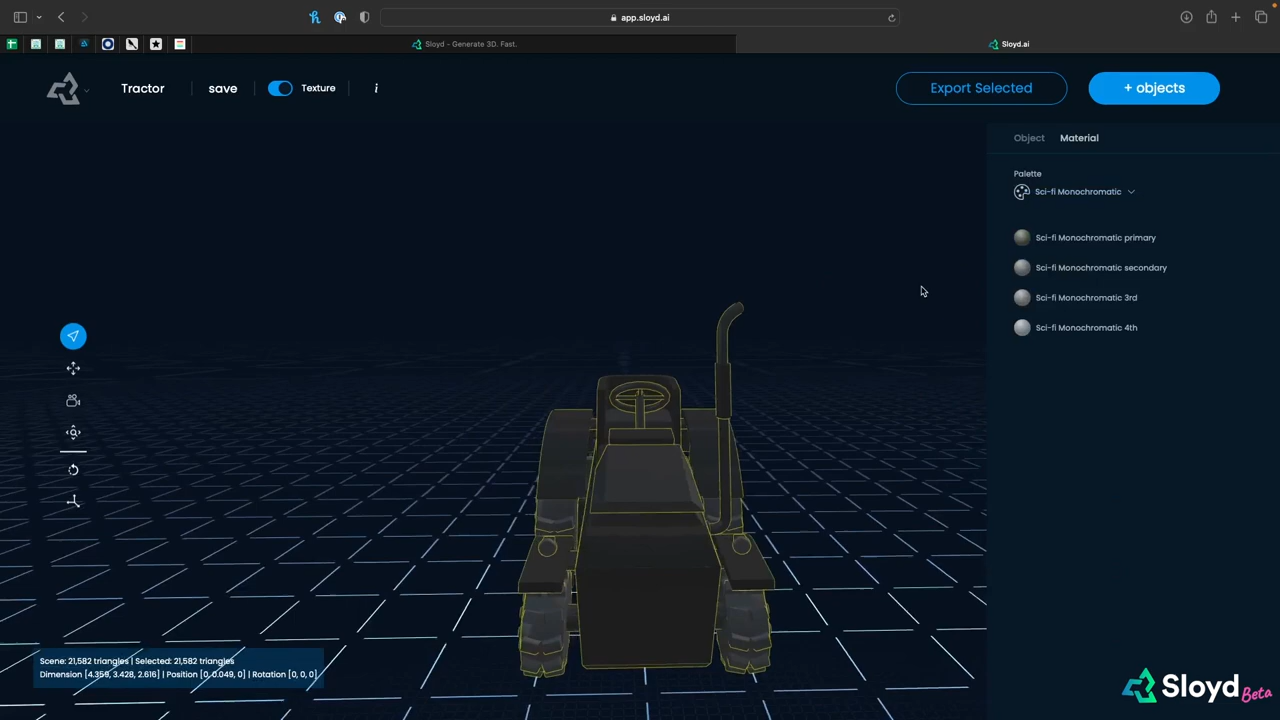 app.sloyd.ai
Sloyd - Generate 3D. Fast.
Sloyd.ai
Tractor
save
Texture
i
Export Selected
+ objects
Object
Material
Palette
Sci-fi Monochromatic
Sci-fi Monochromatic primary
Sci-fi Monochromatic secondary
Sci-fi Monochromatic 3rd
Sci-fi Monochromatic 4th
Scene: 21,582 triangles | Selected: 21,582 triangles
Dimension [4.359, 3.428, 2.616] | Position [0, 0.049, 0] | Rotation [0, 0, 0]
Sloyd Beta